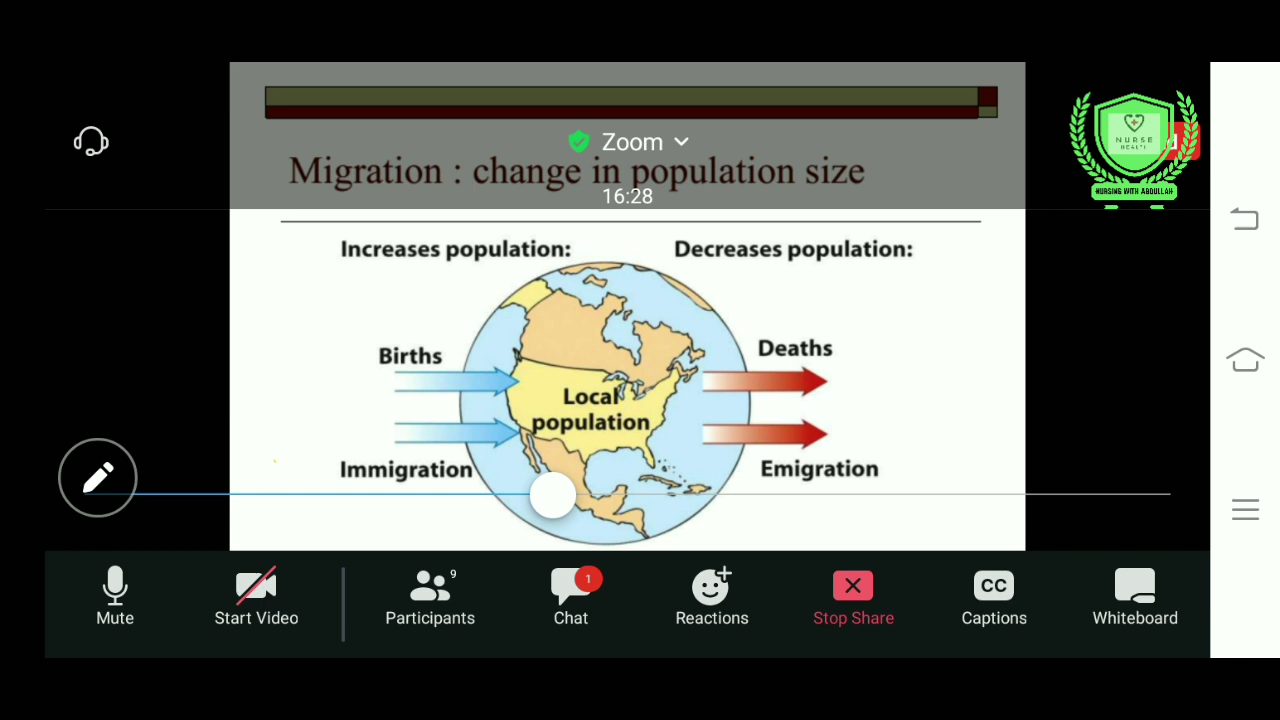 Zoom
Migration : change in population size
16:28
NURSE
HEALTH
NURSING WITH ABDULLAH
Increases population:
Decreases population:
Births
Deaths
Local
population
Immigration
Emigration
9
1
CC
Mute
Start Video
Participants
Chat
Reactions
Stop Share
Captions
Whiteboard